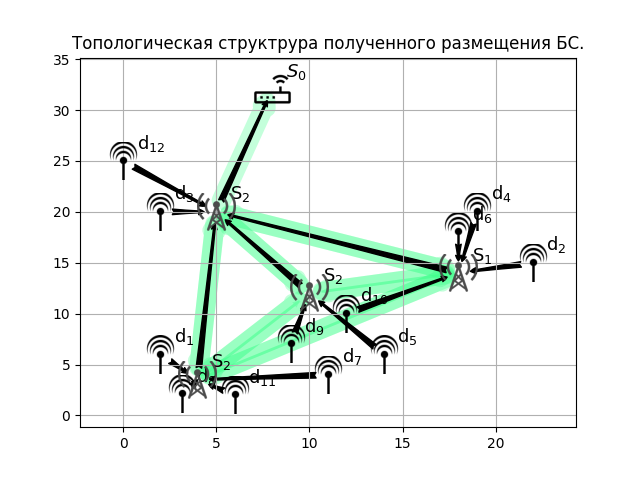 Топологическая структрура полученного размещения БС.
35
30
25
20
15
10
5
0
0
5
10
15
20
S₀
d₁₂
d₃
S₂
d₄
d₆
d₂
S₁
S₂
d₁₀
d₉
d₅
d₁
S₂
d₇
d₁₁